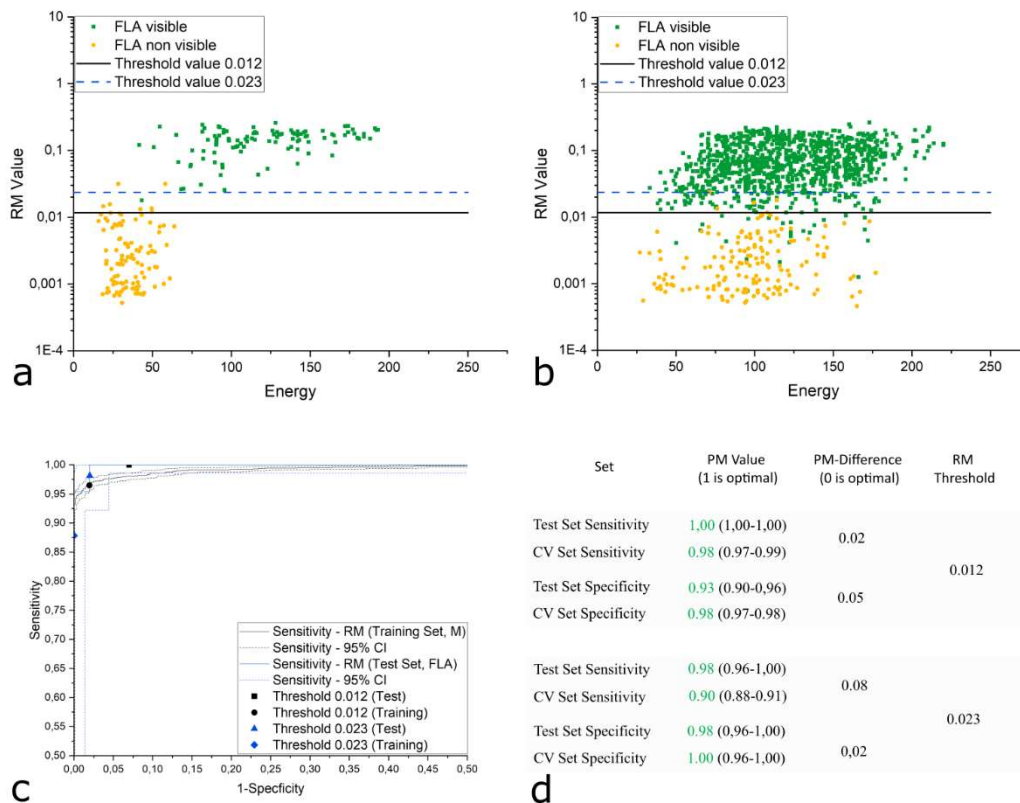 10
1
0,1
0,01
0,001
1E-4
RM Value
FLA visible
FLA non visible
Threshold value 0.012
Threshold value 0.023
0
50
100
150
200
250
Energy
a
10
1
0,1
0,01
0,001
1E-4
RM Value
FLA visible
FLA non visible
Threshold value 0.012
Threshold value 0.023
0
50
100
150
200
250
Energy
b
1,00
0,95
0,90
0,85
0,80
0,75
0,70
0,65
0,60
0,55
0,50
Sensitivity
Sensitivity - RM (Training Set, M)
Sensitivity - 95% CI
Sensitivity - RM (Test Set, FLA)
Sensitivity - 95% CI
Threshold 0.012 (Test)
Threshold 0.012 (Training)
Threshold 0.023 (Test)
Threshold 0.023 (Training)
0,00
0,05
0,10
0,15
0,20
0,25
0,30
0,35
0,40
0,45
0,50
1-Specficity
c
Set PM Value PM-Difference RM
(1 is optimal) (0 is optimal) Threshold
Test Set Sensitivity 1,00 (1,00-1,00)
0.02
CV Set Sensitivity 0.98 (0.97-0.99)
0.012
Test Set Specificity 0.93 (0.90-0,96)
0.05
CV Set Specificity 0.98 (0.97-0.98)
Test Set Sensitivity 0.98 (0.96-1,00)
0.08
CV Set Sensitivity 0.90 (0.88-0.91)
0.023
Test Set Specificity 0.98 (0,96-1,00)
0,02
CV Set Specificity 1.00 (0.96-1,00)
d